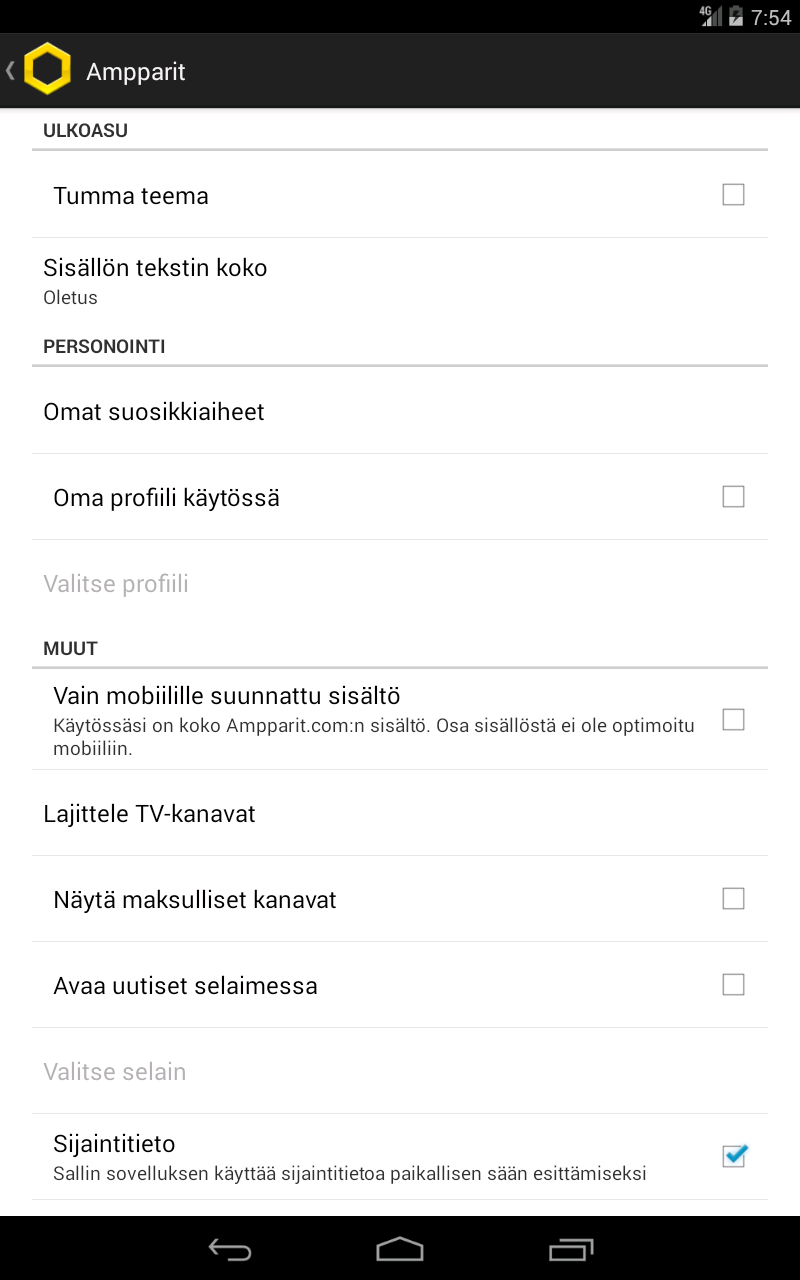 4G 7:54
Ampparit
ULKOASU
Tumma teema
Sisällön tekstin koko
Oletus
PERSONOINTI
Omat suosikkiaiheet
Oma profiili käytössä
Valitse profiili
MUUT
Vain mobiilille suunnattu sisältö
Käytössäsi on koko Ampparit.com:n sisältö. Osa sisällöstä ei ole optimoitu
mobiiliin.
Lajittele TV-kanavat
Näytä maksulliset kanavat
Avaa uutiset selaimessa
Valitse selain
Sijaintitieto
Sallin sovelluksen käyttää sijaintitietoa paikallisen sään esittämiseksi